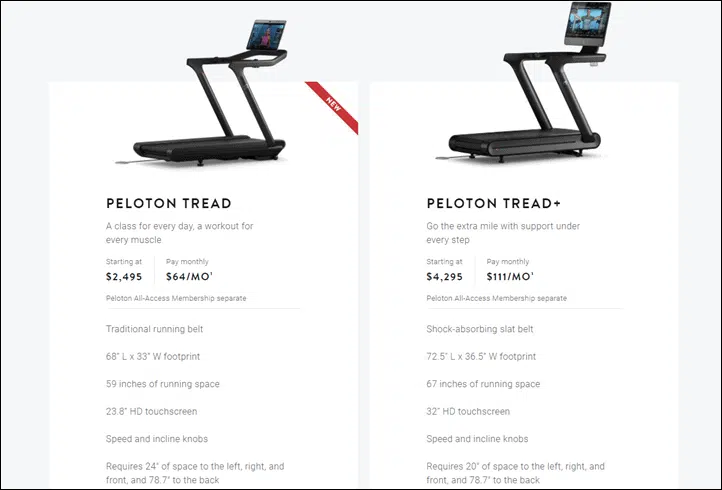 NEW
PELOTON TREAD
A class for every day, a workout for
every muscle
Starting at
Pay monthly
$2,495
$64/MO¹
Peloton All-Access Membership separate
Traditional running belt
68" L x 33" W footprint
59 inches of running space
23.8" HD touchscreen
Speed and incline knobs
Requires 24" of space to the left, right, and
front, and 78.7" to the back
PELOTON TREAD+
Go the extra mile with support under
every step
Starting at
Pay monthly
$4,295
$111/MO¹
Peloton All-Access Membership separate
Shock-absorbing slat belt
72.5" L x 36.5" W footprint
67 inches of running space
32" HD touchscreen
Speed and incline knobs
Requires 20" of space to the left, right, and
front, and 78.7" to the back